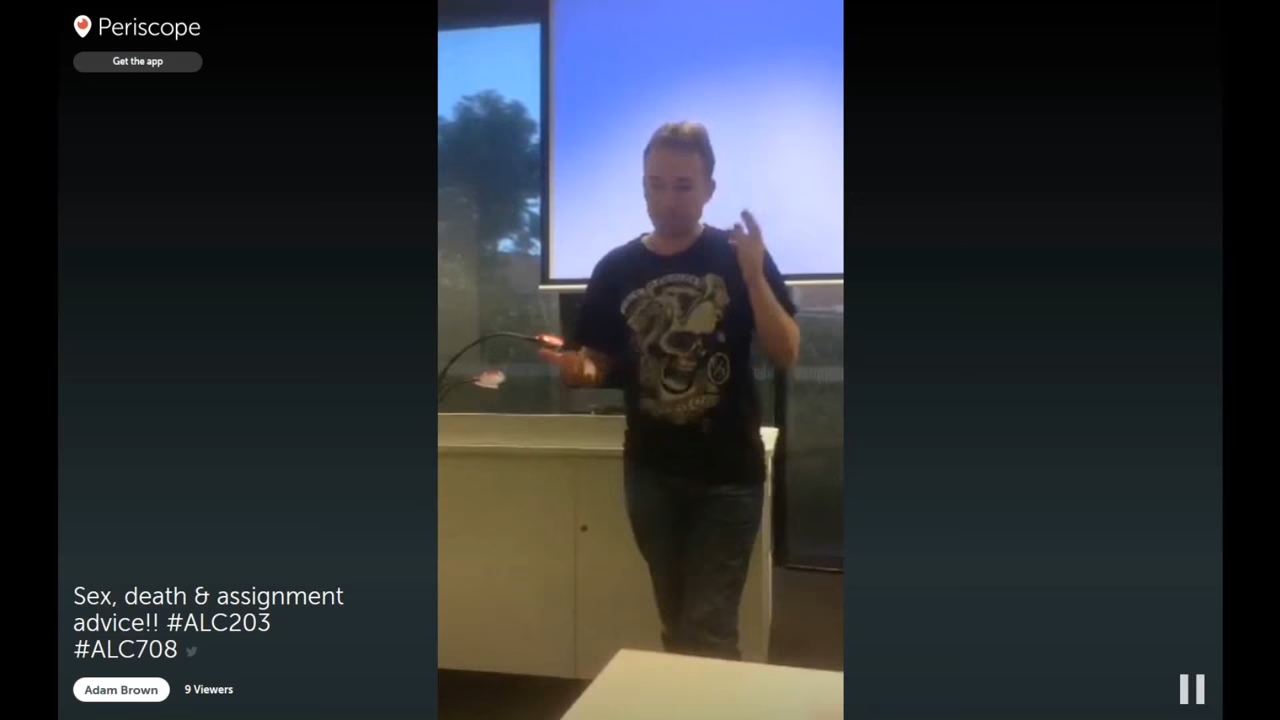 Periscope
Get the app
Sex, death & assignment
advice!! #ALC203
#ALC708
Adam Brown
9 Viewers